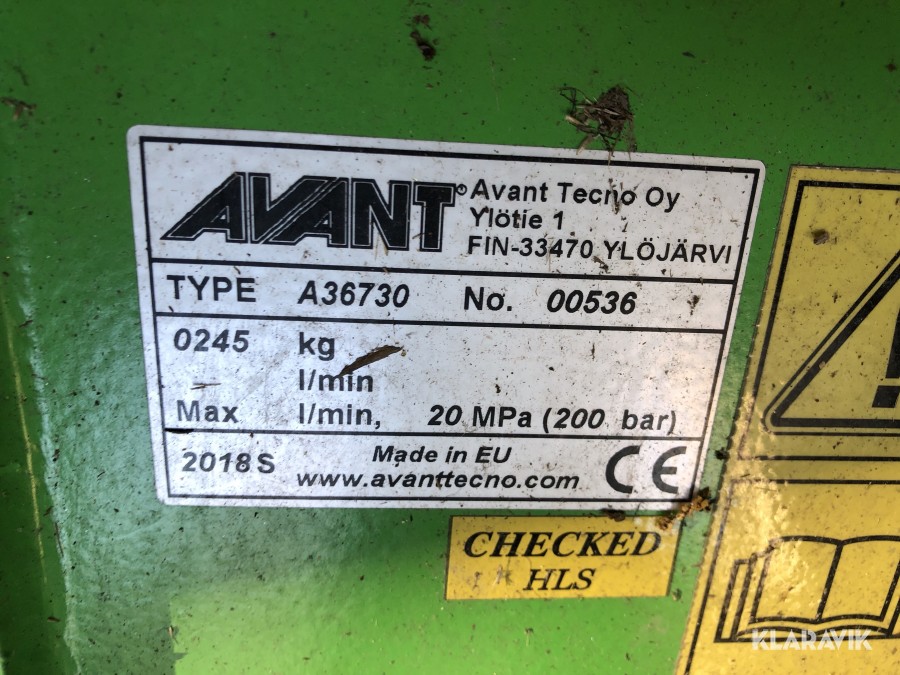 AVANT®
Avant Tecno Oy
Ylötie 1
FIN-33470 YLÖJÄRVI
TYPE A36730 No. 00536
0245 kg
l/min
Max l/min, 20 MPa (200 bar)
2018 S
Made in EU
www.avanttecno.com
CE
CHECKED
HLS
KLARAVIK